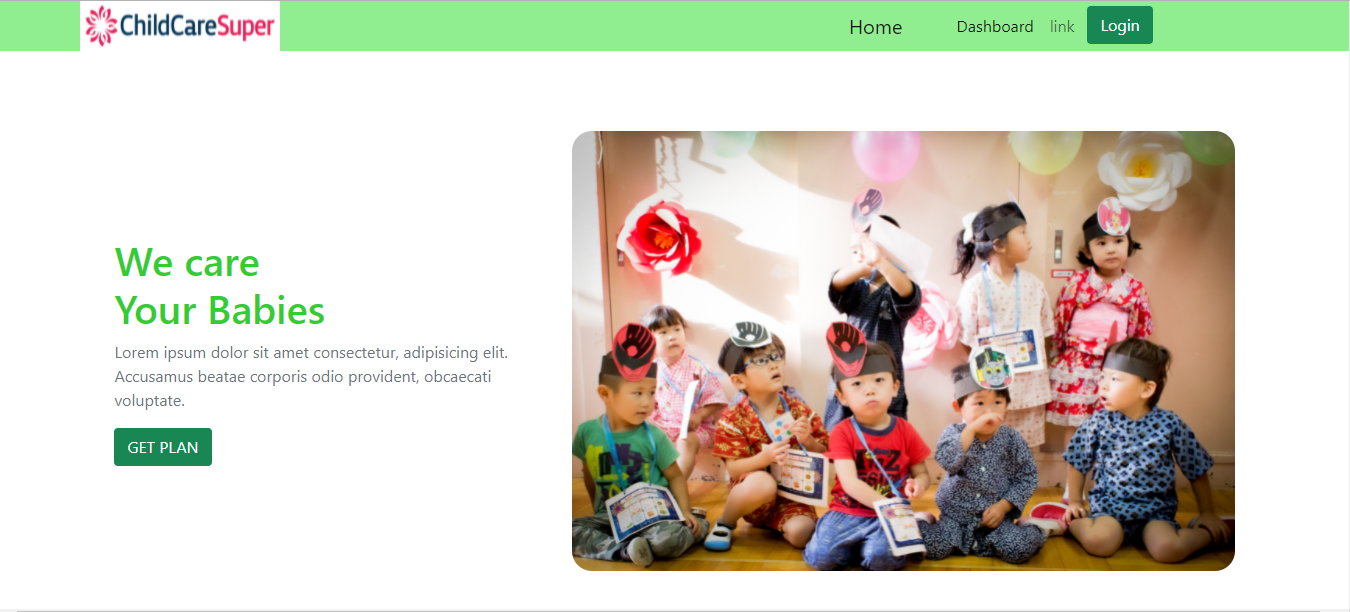 ChildCareSuper
Home
Dashboard
link
Login
We care
Your Babies
Lorem ipsum dolor sit amet consectetur, adipisicing elit.
Accusamus beatae corporis odio provident, obcaecati
voluptate.
GET PLAN